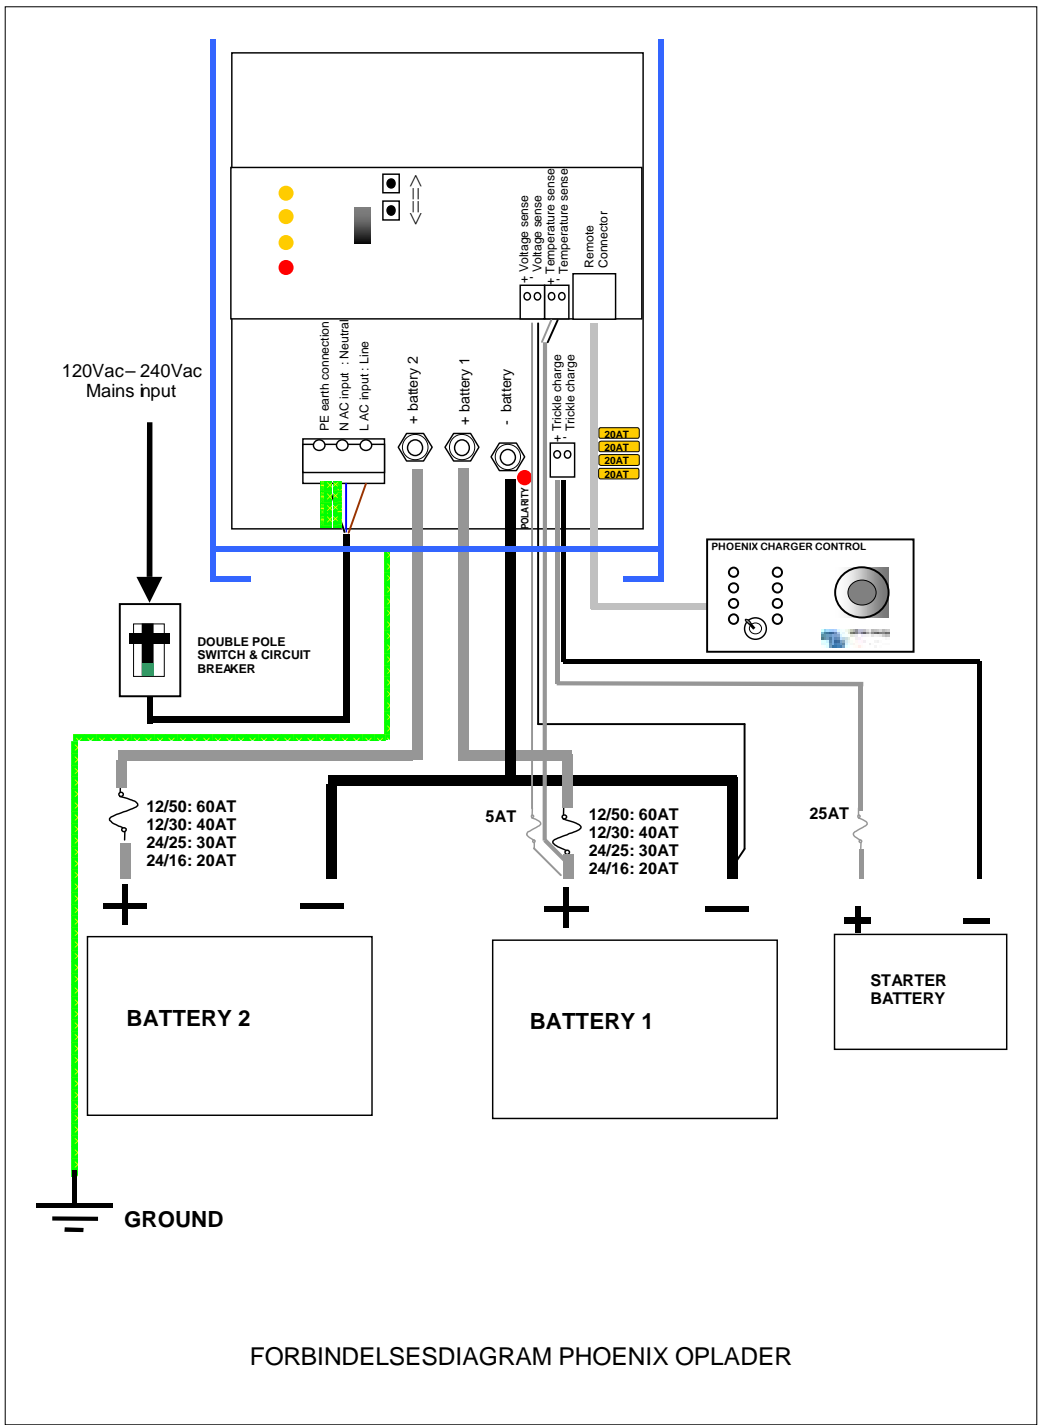 + Voltage sense
- Voltage sense
+ Temperature sense
- Temperature sense
Remote
Connector
PE earth connection
N AC input : Neutral
L AC input : Line
+ battery 2
+ battery 1
- battery
+ Trickle charge
- Trickle charge
20AT
20AT
20AT
20AT
POLARITY
120Vac– 240Vac
Mains input
PHOENIX CHARGER CONTROL
DOUBLE POLE
SWITCH & CIRCUIT
BREAKER
12/50: 60AT
12/30: 40AT
24/25: 30AT
24/16: 20AT
5AT
12/50: 60AT
12/30: 40AT
24/25: 30AT
24/16: 20AT
25AT
BATTERY 2
BATTERY 1
STARTER
BATTERY
GROUND
FORBINDELSESDIAGRAM PHOENIX OPLADER